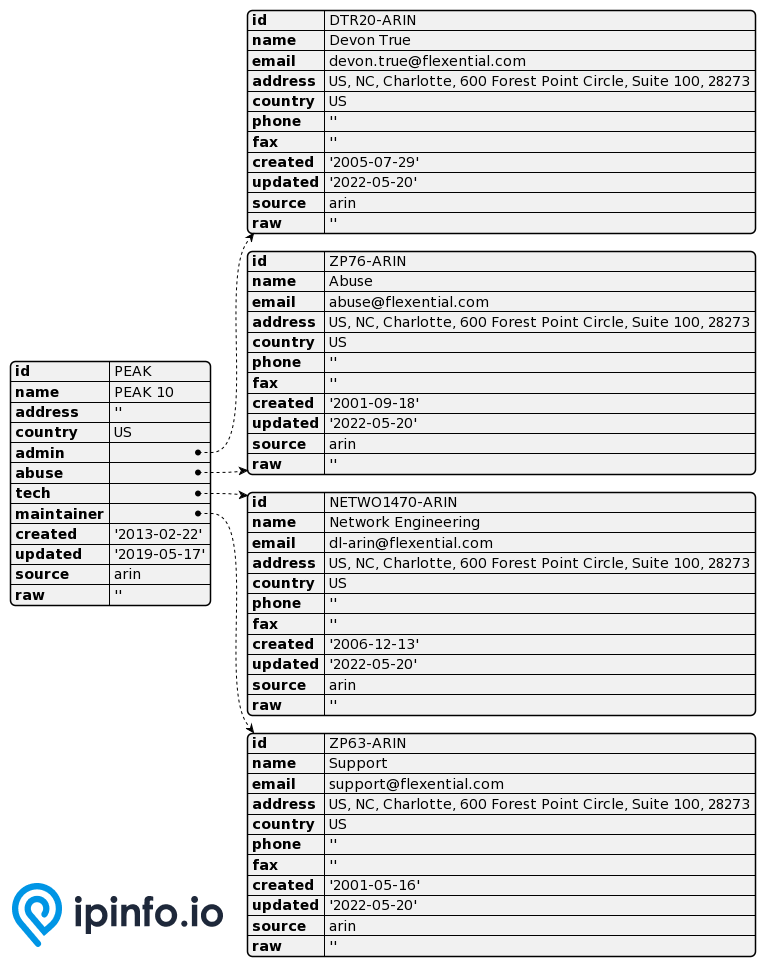 id DTR20-ARIN
name Devon True
email devon.true@flexential.com
address US, NC, Charlotte, 600 Forest Point Circle, Suite 100, 28273
country US
phone ''
fax ''
created '2005-07-29'
updated '2022-05-20'
source arin
raw ''
id ZP76-ARIN
name Abuse
email abuse@flexential.com
address US, NC, Charlotte, 600 Forest Point Circle, Suite 100, 28273
country US
phone ''
fax ''
created '2001-09-18'
updated '2022-05-20'
source arin
raw ''
id PEAK
name PEAK 10
address ''
country US
admin
abuse
tech
maintainer
created '2013-02-22'
updated '2019-05-17'
source arin
raw ''
id NETWO1470-ARIN
name Network Engineering
email dl-arin@flexential.com
address US, NC, Charlotte, 600 Forest Point Circle, Suite 100, 28273
country US
phone ''
fax ''
created '2006-12-13'
updated '2022-05-20'
source arin
raw ''
id ZP63-ARIN
name Support
email support@flexential.com
address US, NC, Charlotte, 600 Forest Point Circle, Suite 100, 28273
country US
phone ''
fax ''
created '2001-05-16'
updated '2022-05-20'
source arin
raw ''
ipinfo.io